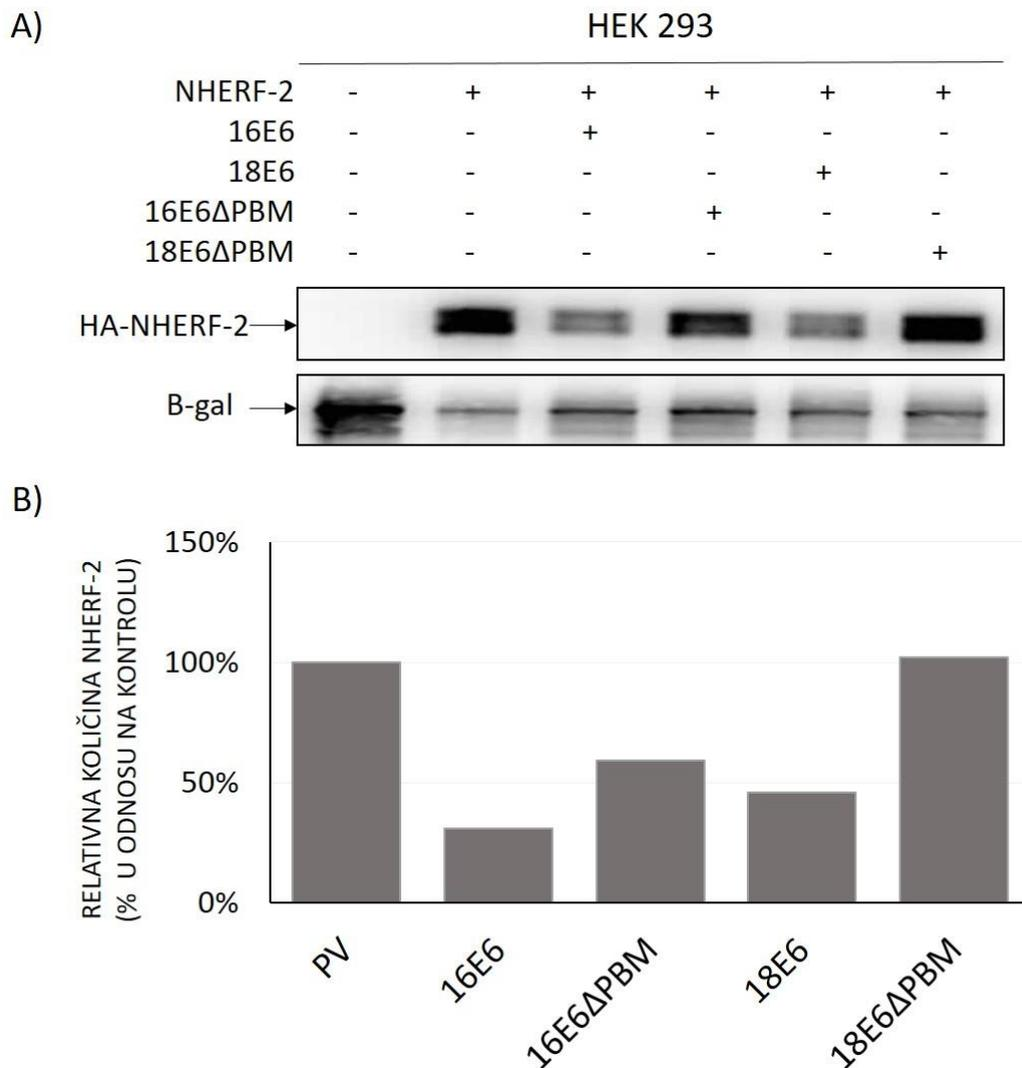 A)
HEK 293
NHERF-2 - + + + + +
16E6 - - + - - -
18E6 - - - - + -
16E6ΔPBM - - - + - -
18E6ΔPBM - - - - - +
HA-NHERF-2
B-gal
B)
RELATIVNA KOLIČINA NHERF-2
(% U ODNOSU NA KONTROLU)
150%
100%
50%
0%
PV
16E6
16E6ΔPBM
18E6
18E6ΔPBM